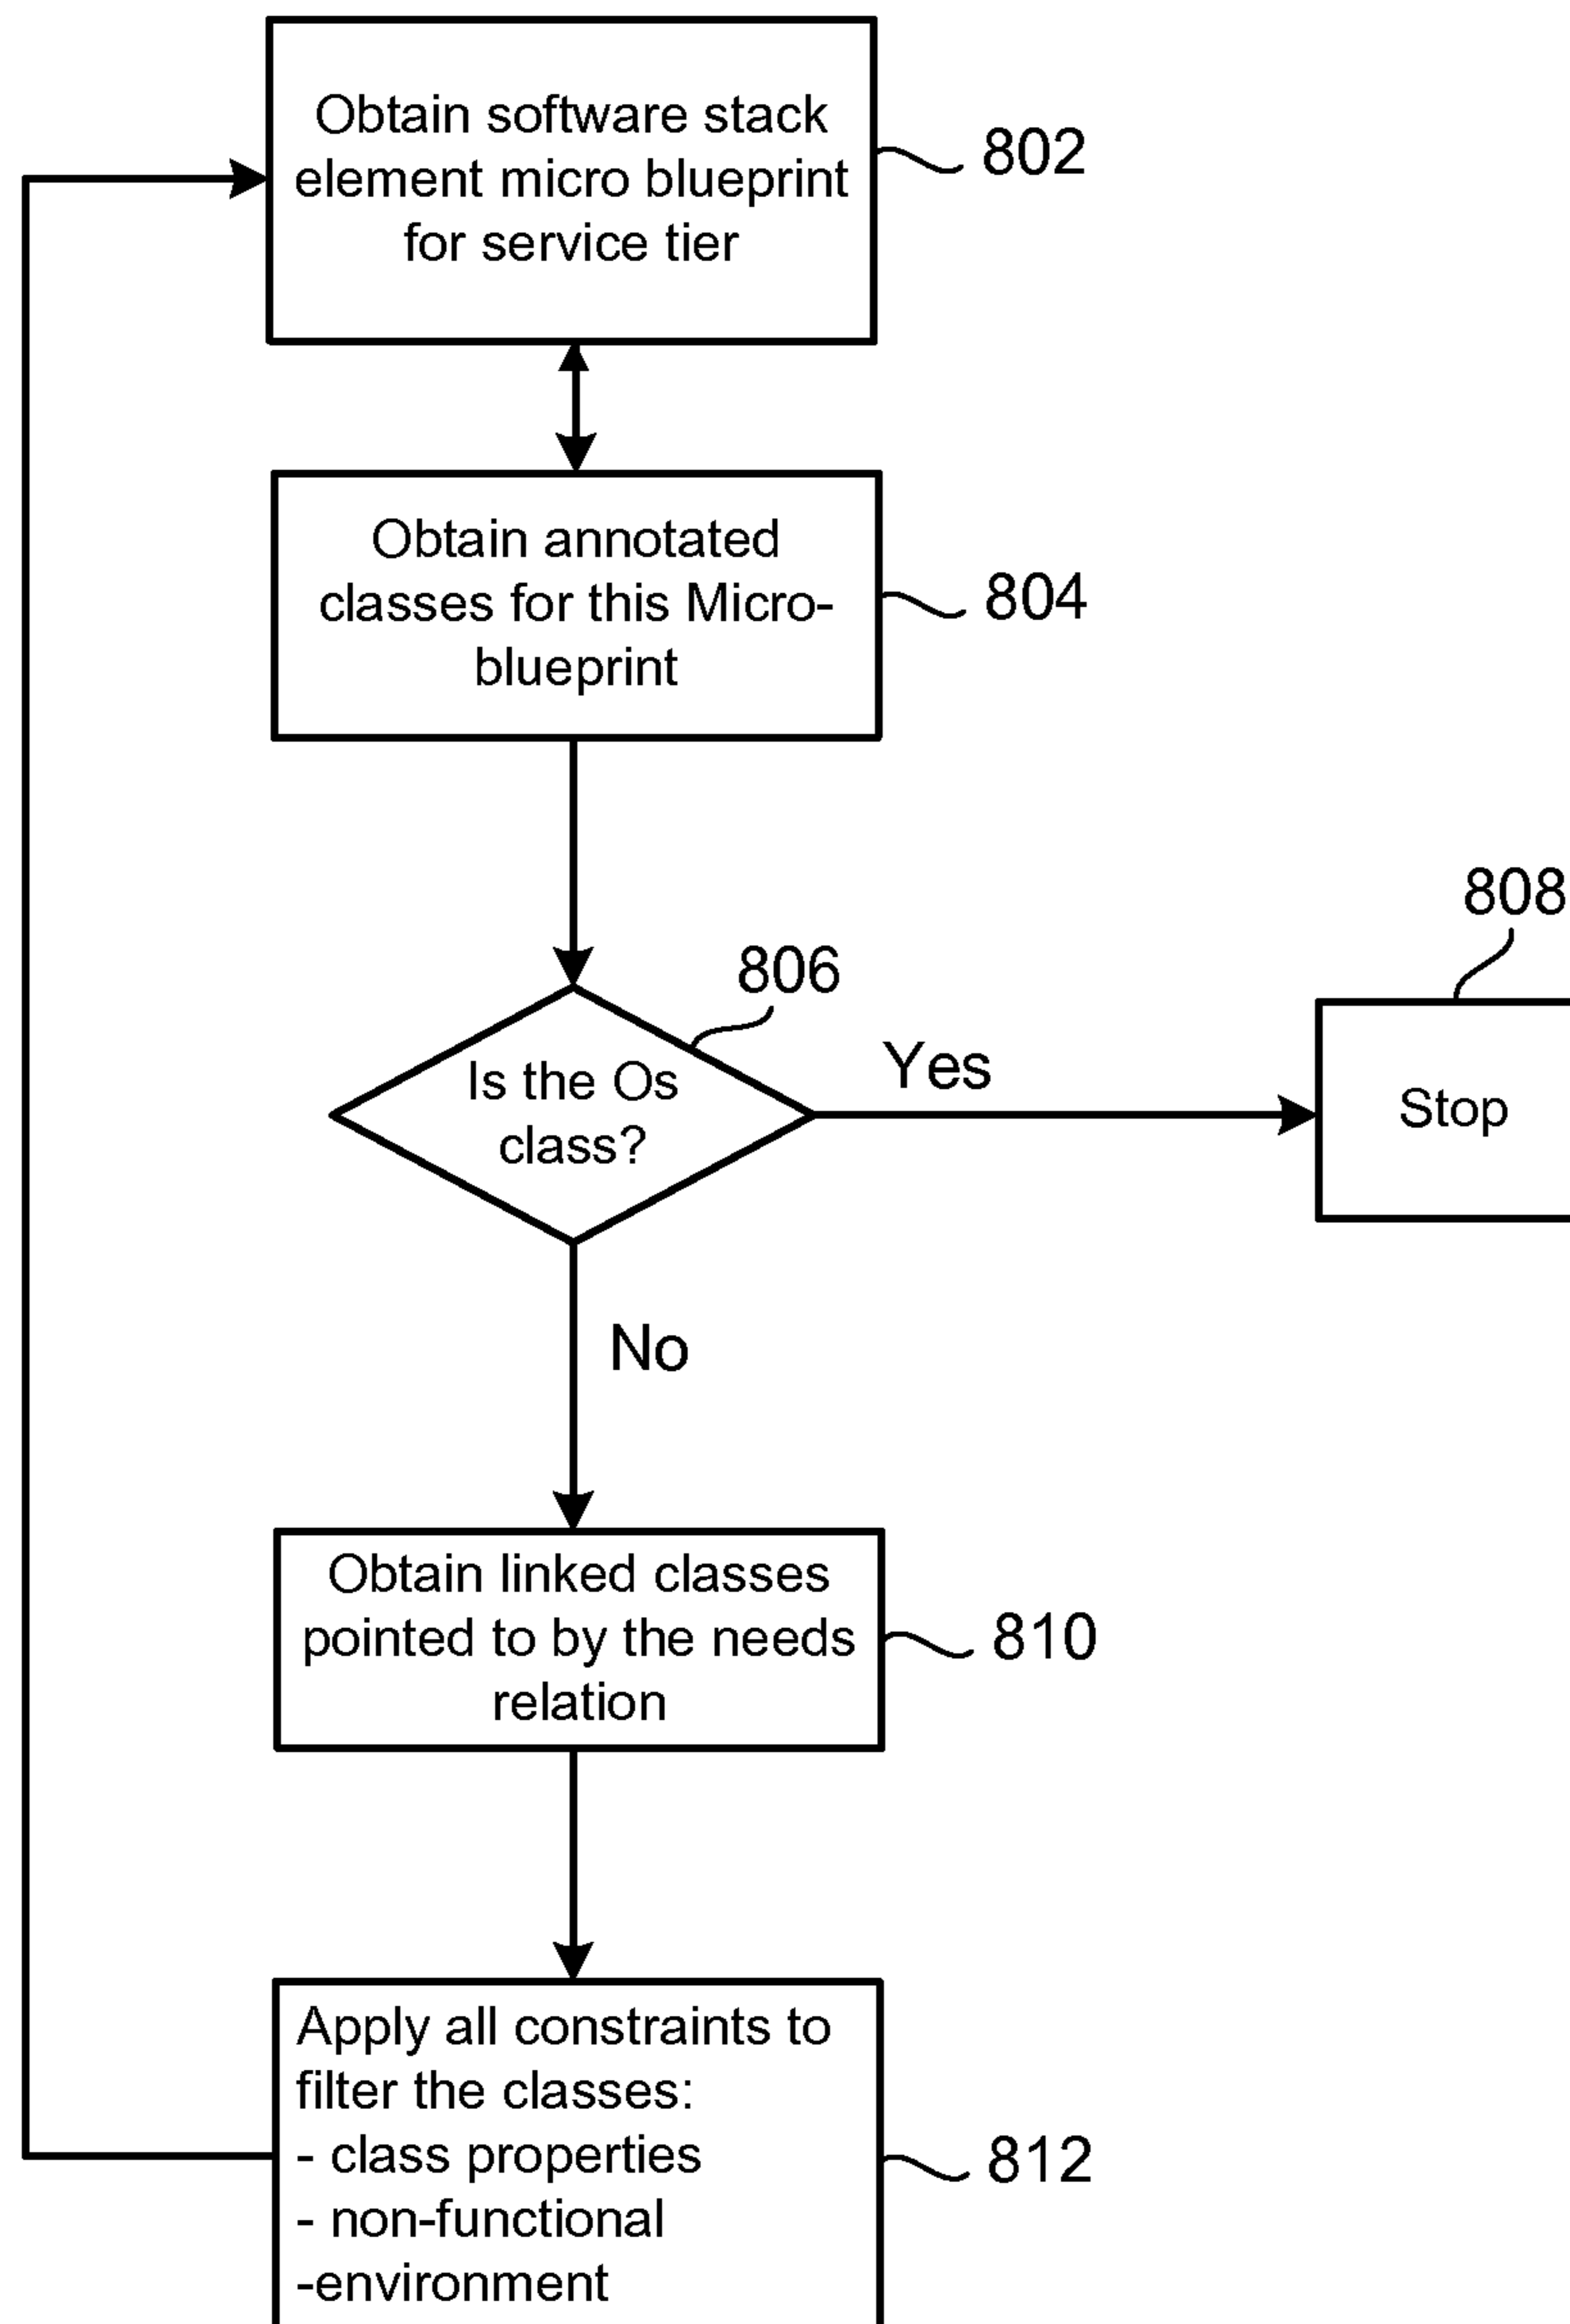 Obtain software stack
element micro blueprint
for service tier
802
Obtain annotated
classes for this Micro-
blueprint
804
806
Is the Os
class?
Yes
808
Stop
No
Obtain linked classes
pointed to by the needs
relation
810
Apply all constraints to
filter the classes:
- class properties
- non-functional
-environment
812